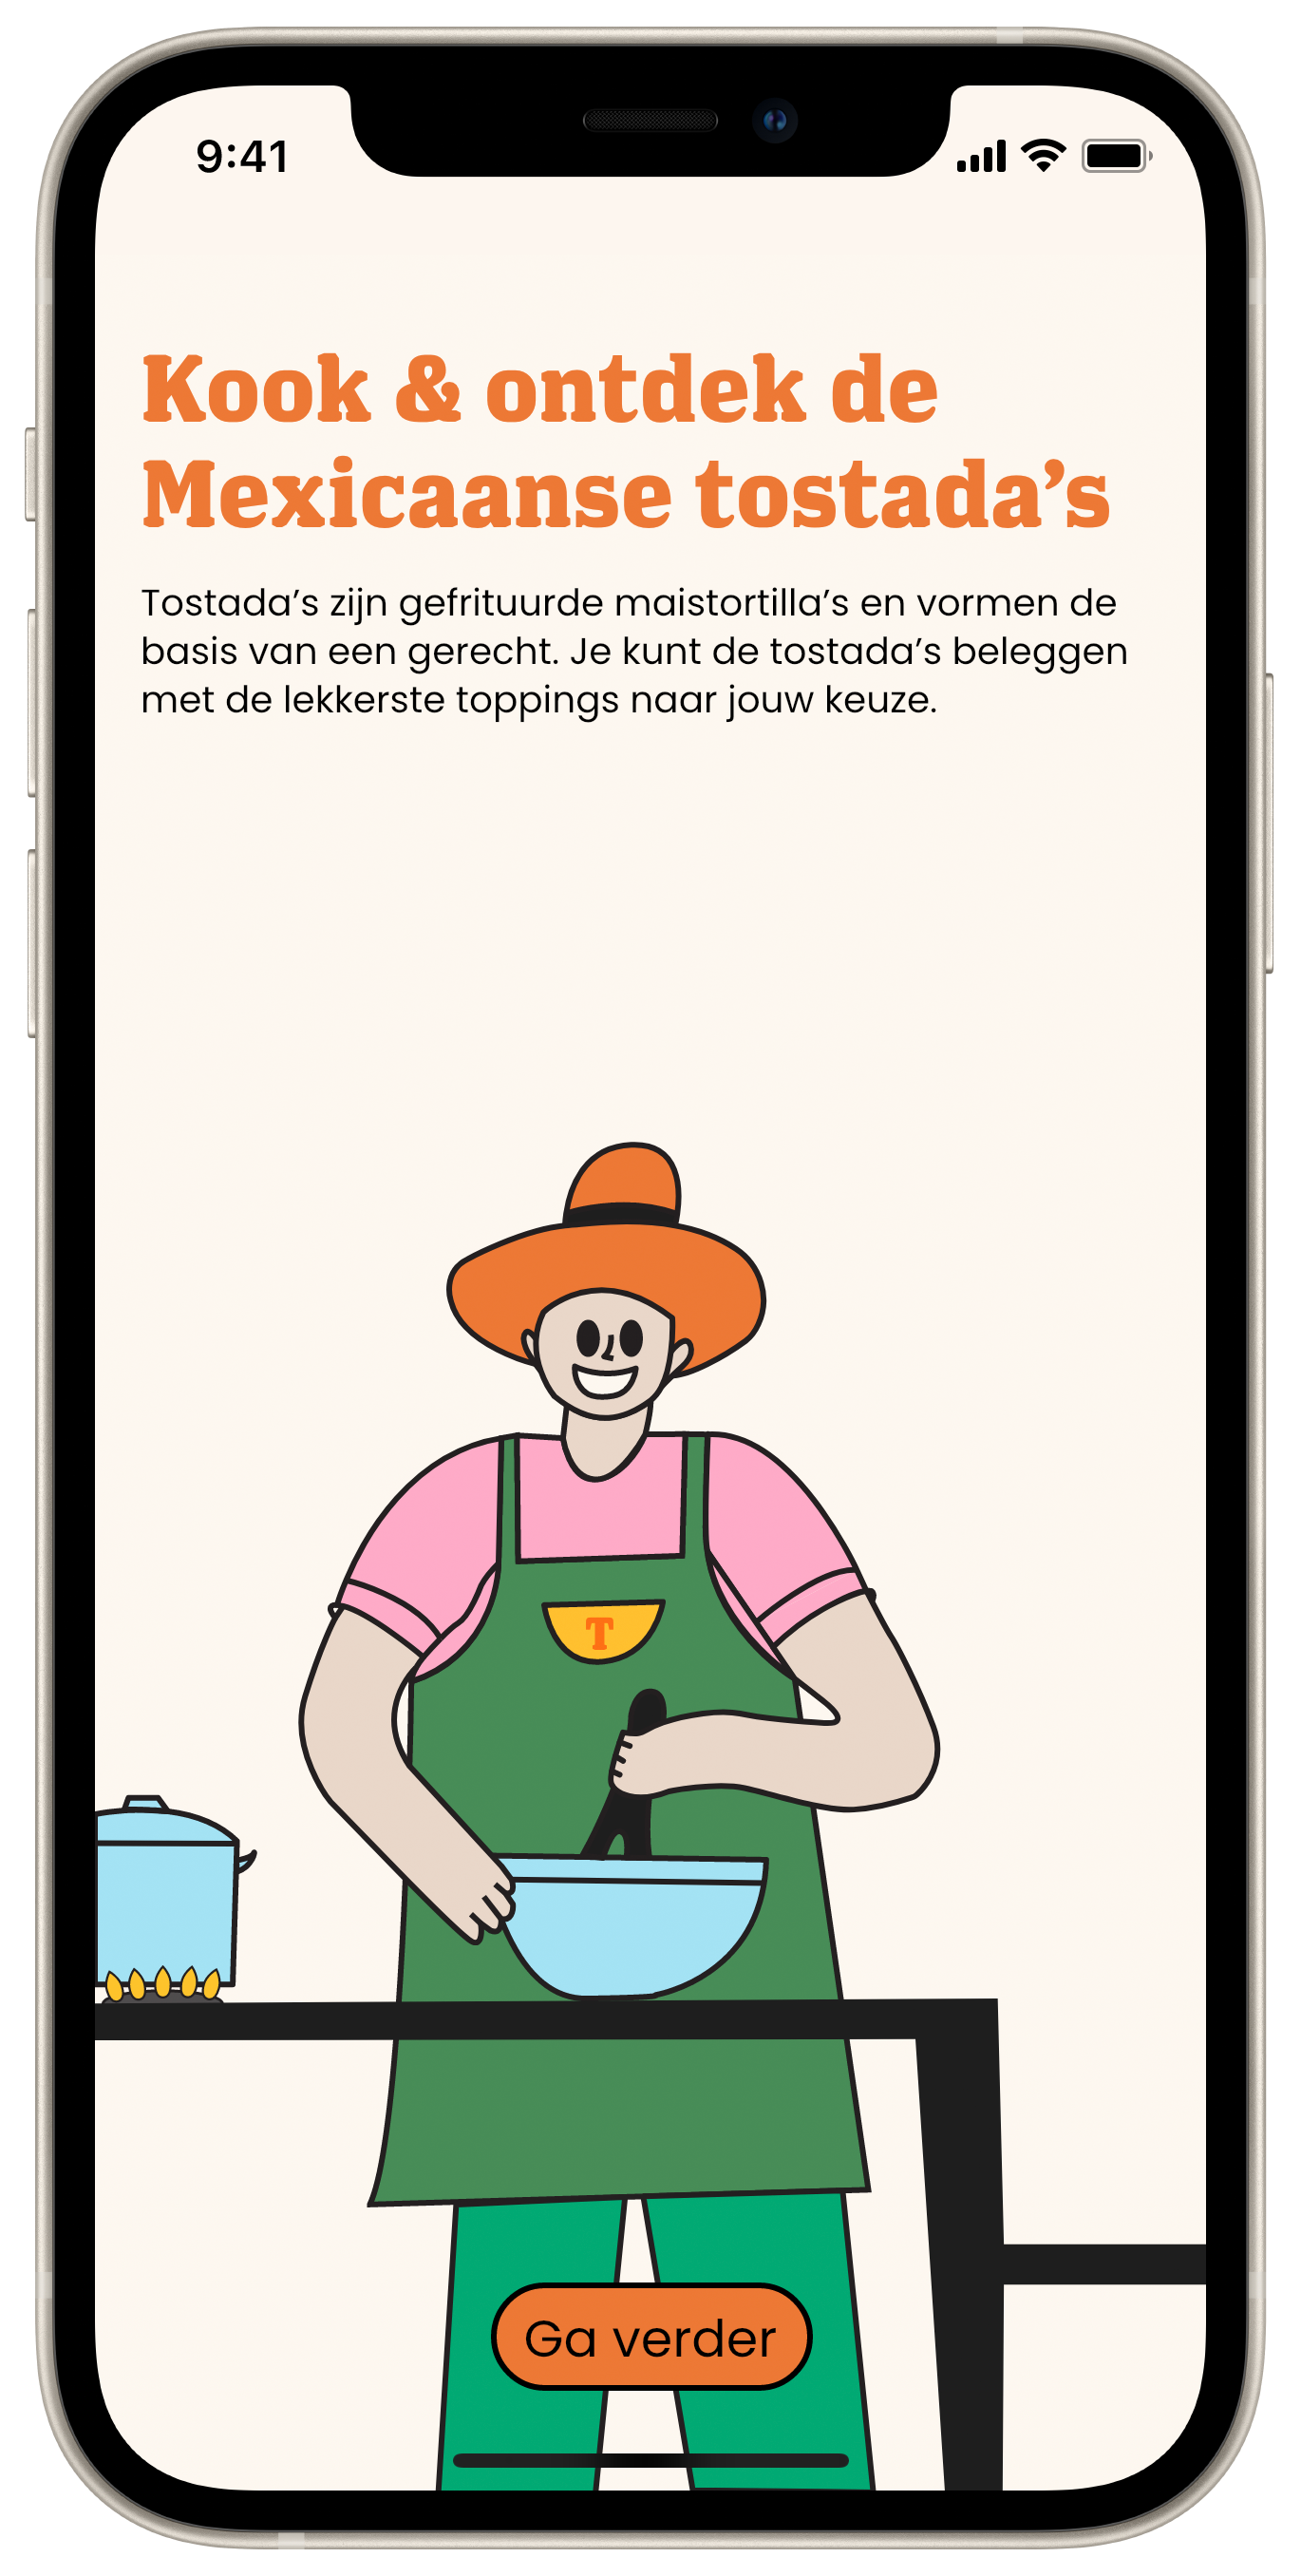 9:41
Kook & ontdek de
Mexicaanse tostada’s
Tostada’s zijn gefrituurde maistortilla’s en vormen de
basis van een gerecht. Je kunt de tostada’s beleggen
met de lekkerste toppings naar jouw keuze.
T
Ga verder